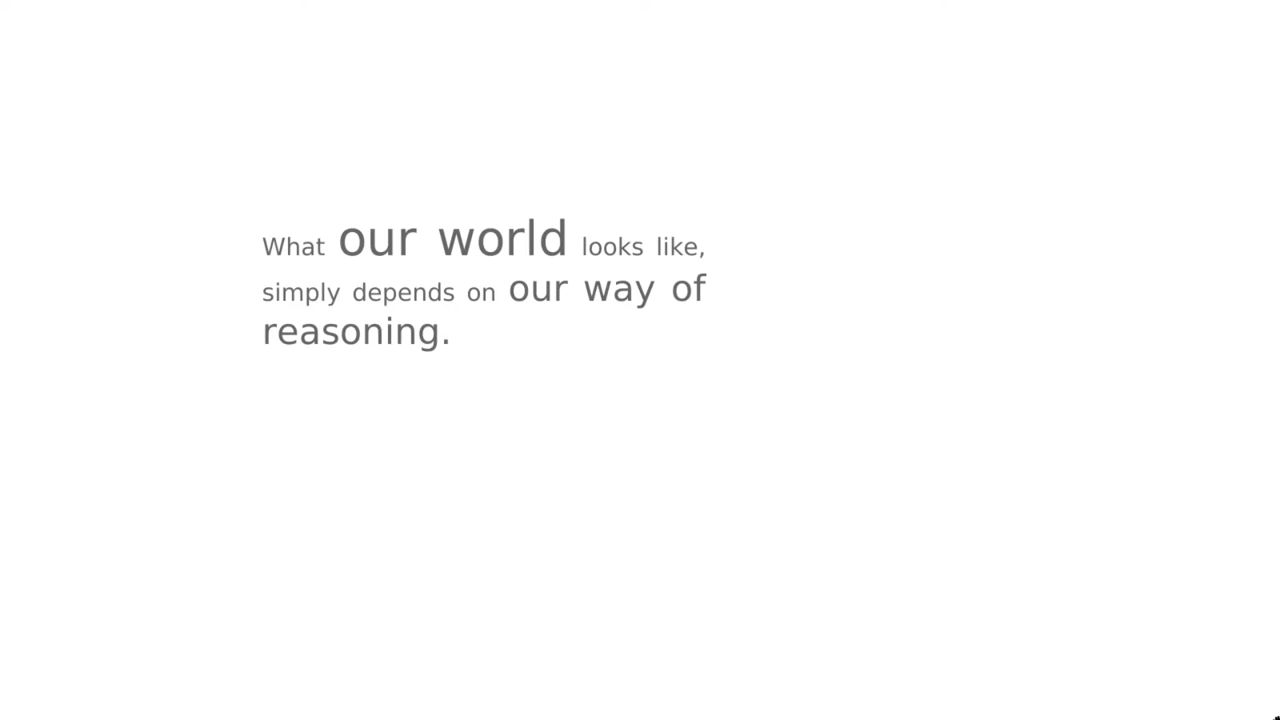 What our world looks like,
simply depends on our way of
reasoning.